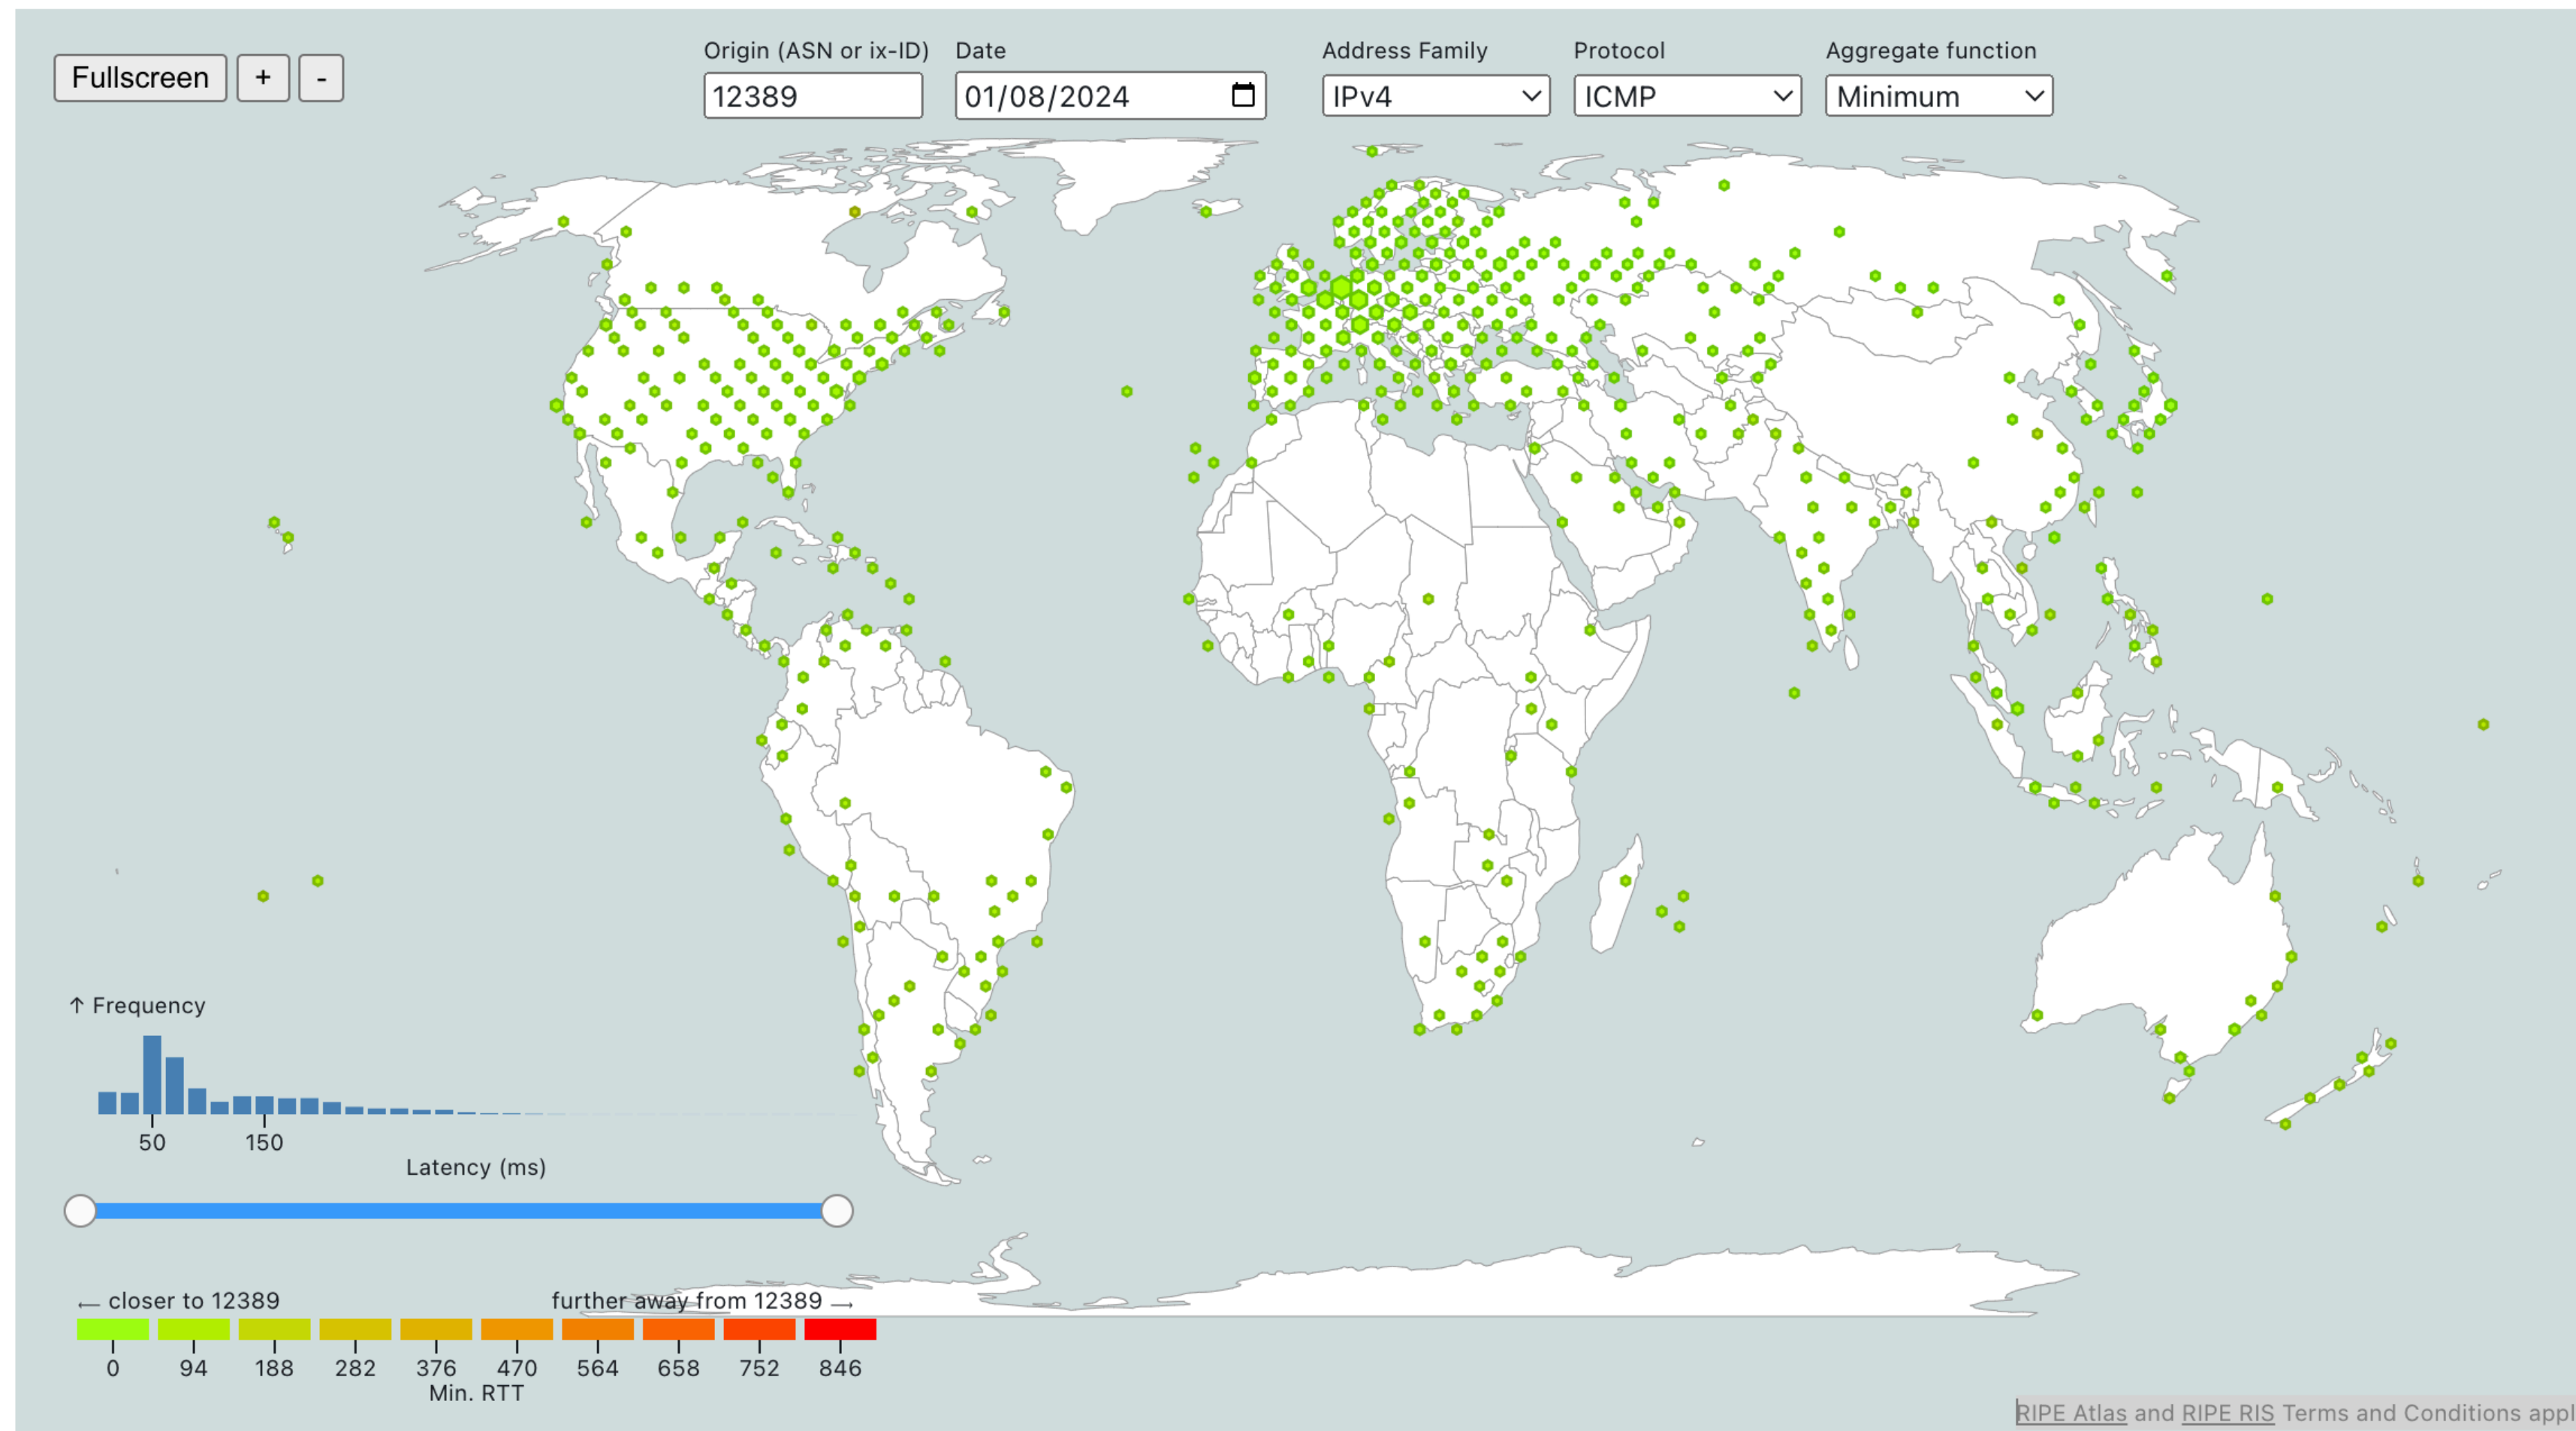 Fullscreen + -
Origin (ASN or ix-ID) Date Address Family Protocol Aggregate function
12389 01/08/2024 IPv4 ICMP Minimum
↑ Frequency
50 150
Latency (ms)
← closer to 12389 further away from 12389 →
0 94 188 282 376 470 564 658 752 846
Min. RTT
RIPE Atlas and RIPE RIS Terms and Conditions appl